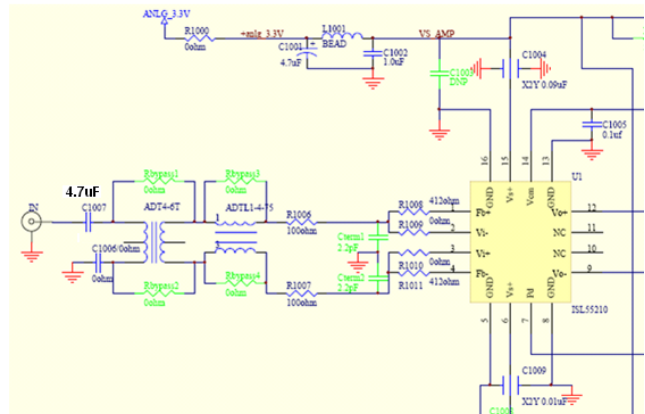 ANLG_3.3V
R1000
0ohm
+anlg_3.3V
L1001
BEAD
C1001
4.7uF
C1002
1.0uF
VS_AMP
C1003
DNP
C1004
X2Y 0.09uF
C1005
0.1uf
16
15
14
13
GND
Vs+
Vcm
GND
U1
IN
4.7uF
C1007
Rbypass1
0ohm
Rbypass3
0ohm
ADT4-6T
ADTL1-4-75
1
R1006
100ohm
R1008
412ohm
R1009
0ohm
1
Fb+
Vo+
12
2
Vi-
NC
11
Cterm1
2.2pF
C1006/0ohm
0ohm
0ohm
R1010
3
Vi+
NC
10
4
Fb-
Vo-
9
Cterm2
2.2pF
R1011
412ohm
Rbypass2
0ohm
Rbypass4
0ohm
R1007
100ohm
GND
Vs+
Pd
GND
ISL55210
5
6
7
8
C1009
X2Y 0.01uF